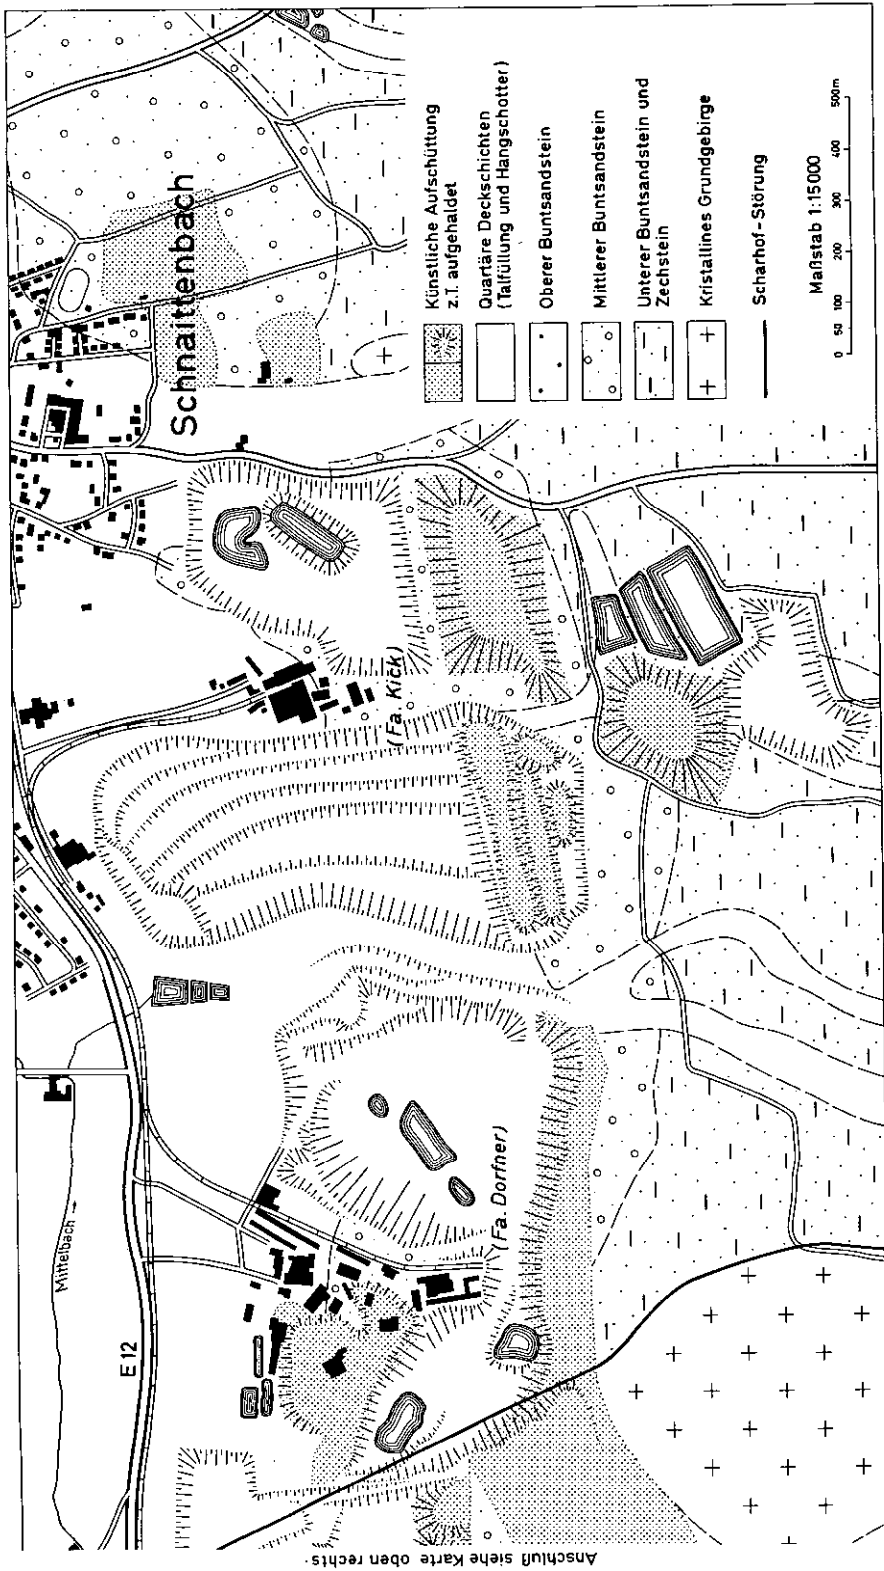 Schnaittenbach
Mittelbach →
E 12
(Fa. Kick)
(Fa. Dorfner)
Künstliche Aufschüttung
z.T. aufgehaldet
Quartäre Deckschichten
(Talfüllung und Hangschotter)
Oberer Buntsandstein
Mittlerer Buntsandstein
Unterer Buntsandstein und
Zechstein
Kristallines Grundgebirge
Scharhof-Störung
Maßstab 1:15000
0 50 100 200 300 400 500m
Anschluß siehe Karte oben rechts.